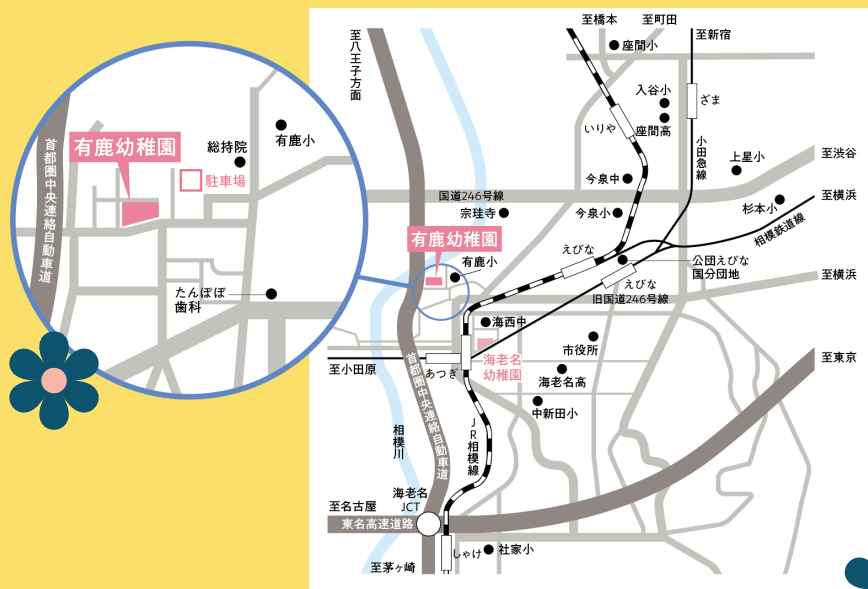 首都圏中央連絡自動車道
有鹿幼稚園
総持院
有鹿小
駐車場
たんぽぽ
歯科
至八王子方面
至橋本
至町田
座間小
至新宿
入谷小
座間高
いりや
ざま
小田急線
上星小
至渋谷
今泉中
国道246号線
至横浜
杉本小
宗珪寺
今泉小
相模鉄道線
有鹿幼稚園
有鹿小
えびな
公団えびな
国分団地
えびな
至横浜
旧国道246号線
海西中
市役所
海老名
幼稚園
至東京
至小田原
あつぎ
海老名高
中新田小
首都圏中央連絡自動車道
相模川
JR相模線
海老名
JCT
至名古屋
東名高速道路
しゃけ
社家小
至茅ヶ崎